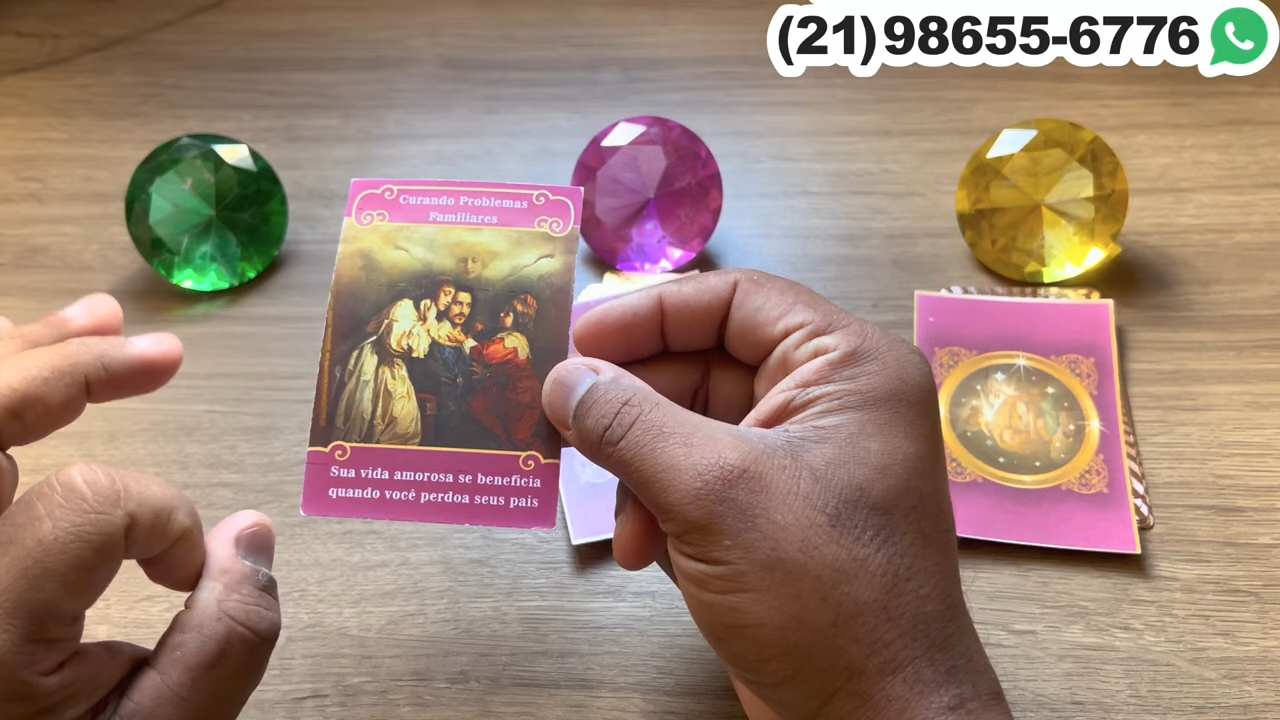 (21)98655-6776
Curando Problemas
Familiares
Sua vida amorosa se beneficia
quando você perdoa seus pais